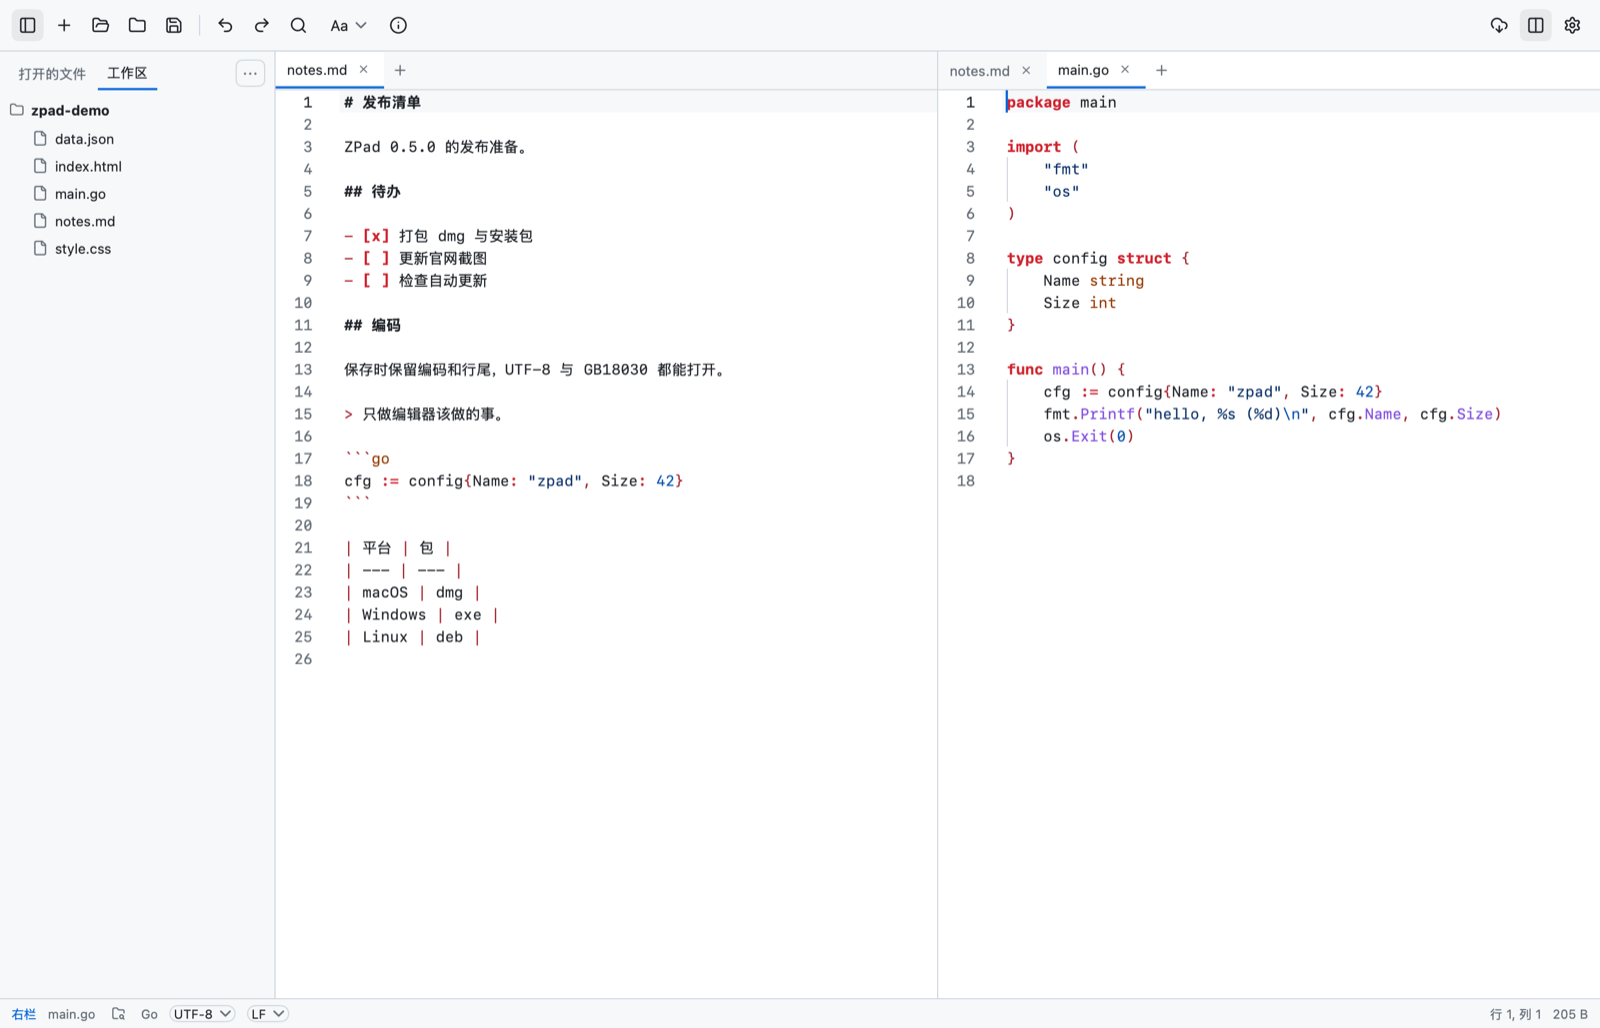 Aa
打开的文件 工作区 ...
zpad-demo
data.json
index.html
main.go
notes.md
style.css
notes.md
1 # 发布清单
2
3 ZPad 0.5.0 的发布准备。
4
5 ## 待办
6
7 - [x] 打包 dmg 与安装包
8 - [ ] 更新官网截图
9 - [ ] 检查自动更新
10
11 ## 编码
12
13 保存时保留编码和行尾，UTF-8 与 GB18030 都能打开。
14
15 > 只做编辑器该做的事。
16
17 ```go
18 cfg := config{Name: "zpad", Size: 42}
19 ```
20
21 | 平台 | 包 |
22 | --- | --- |
23 | macOS | dmg |
24 | Windows | exe |
25 | Linux | deb |
26
notes.md main.go
1 package main
2
3 import (
4     "fmt"
5     "os"
6 )
7
8 type config struct {
9     Name string
10     Size int
11 }
12
13 func main() {
14     cfg := config{Name: "zpad", Size: 42}
15     fmt.Printf("hello, %s (%d)\n", cfg.Name, cfg.Size)
16     os.Exit(0)
17 }
18
右栏 main.go Go UTF-8 LF 行 1, 列 1 205 B